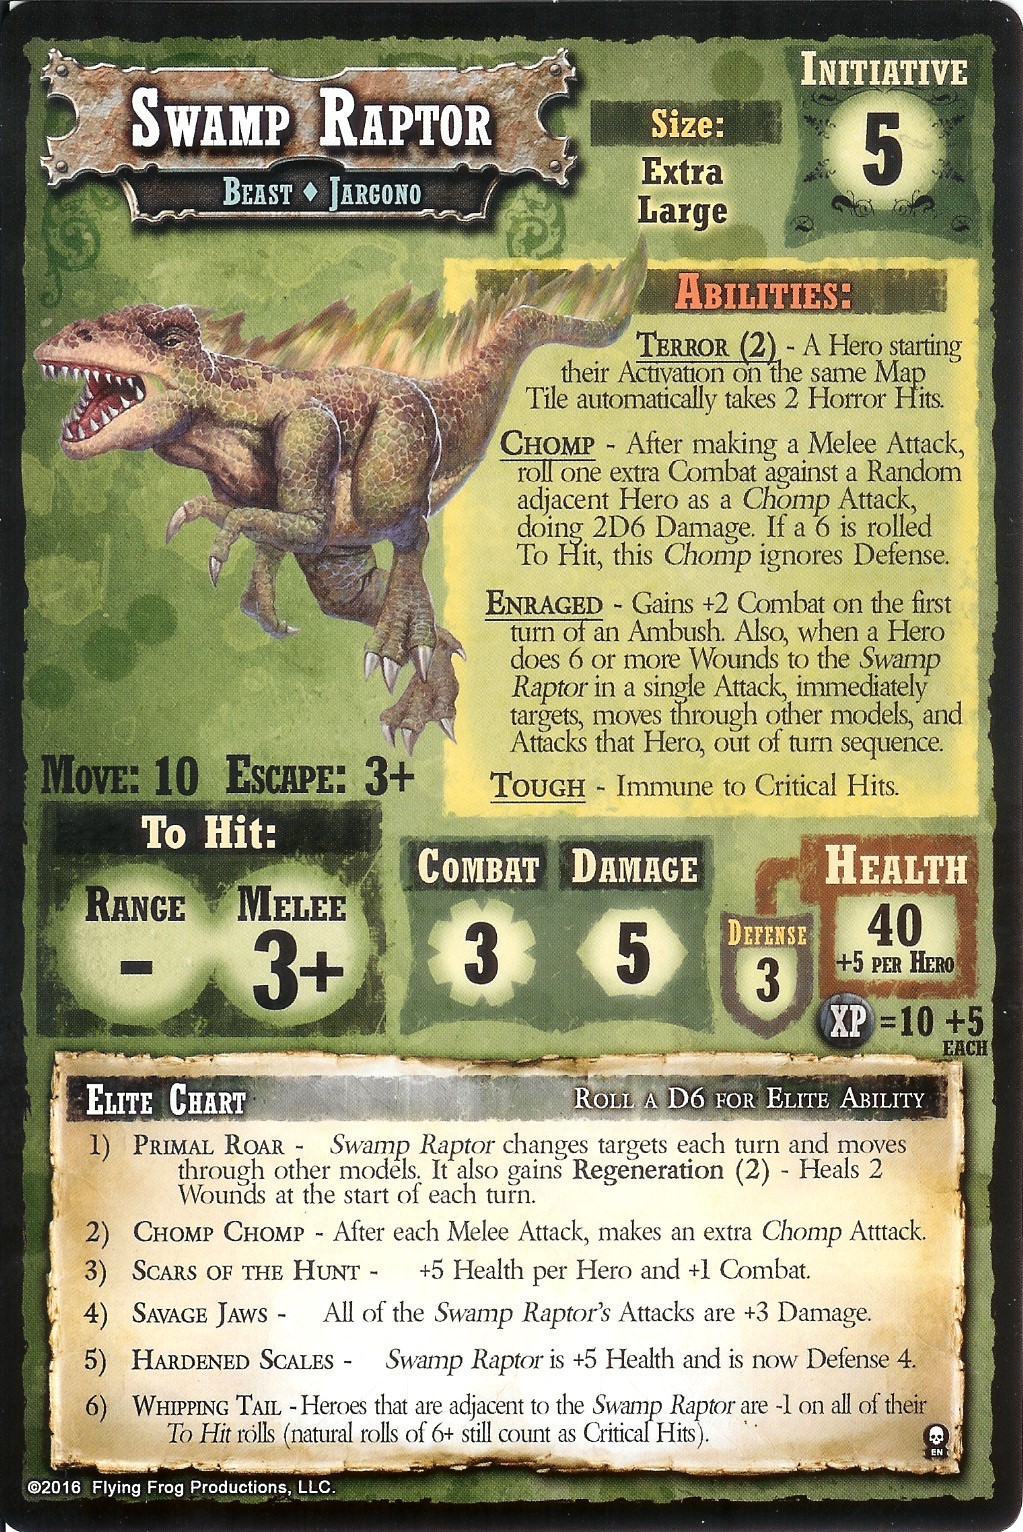 Swamp Raptor
Beast ♦ Jargono
Size:
Extra
Large
Initiative
5
Abilities:
Terror (2) - A Hero starting
their Activation on the same Map
Tile automatically takes 2 Horror Hits.
Chomp - After making a Melee Attack,
roll one extra Combat against a Random
adjacent Hero as a Chomp Attack,
doing 2D6 Damage. If a 6 is rolled
To Hit, this Chomp ignores Defense.
Enraged - Gains +2 Combat on the first
turn of an Ambush. Also, when a Hero
does 6 or more Wounds to the Swamp
Raptor in a single Attack, immediately
targets, moves through other models, and
Attacks that Hero, out of turn sequence.
Tough - Immune to Critical Hits.
Move: 10 Escape: 3+
To Hit:
Range
-
Melee
3+
Combat
3
Damage
5
Defense
3
Health
40
+5 per Hero
XP =10 +5
each
Elite Chart Roll a D6 for Elite Ability
1) Primal Roar - Swamp Raptor changes targets each turn and moves
through other models. It also gains Regeneration (2) - Heals 2
Wounds at the start of each turn.
2) Chomp Chomp - After each Melee Attack, makes an extra Chomp Atttack.
3) Scars of the Hunt - +5 Health per Hero and +1 Combat.
4) Savage Jaws - All of the Swamp Raptor's Attacks are +3 Damage.
5) Hardened Scales - Swamp Raptor is +5 Health and is now Defense 4.
6) Whipping Tail - Heroes that are adjacent to the Swamp Raptor are -1 on all of their
To Hit rolls (natural rolls of 6+ still count as Critical Hits).
EN
©2016 Flying Frog Productions, LLC.